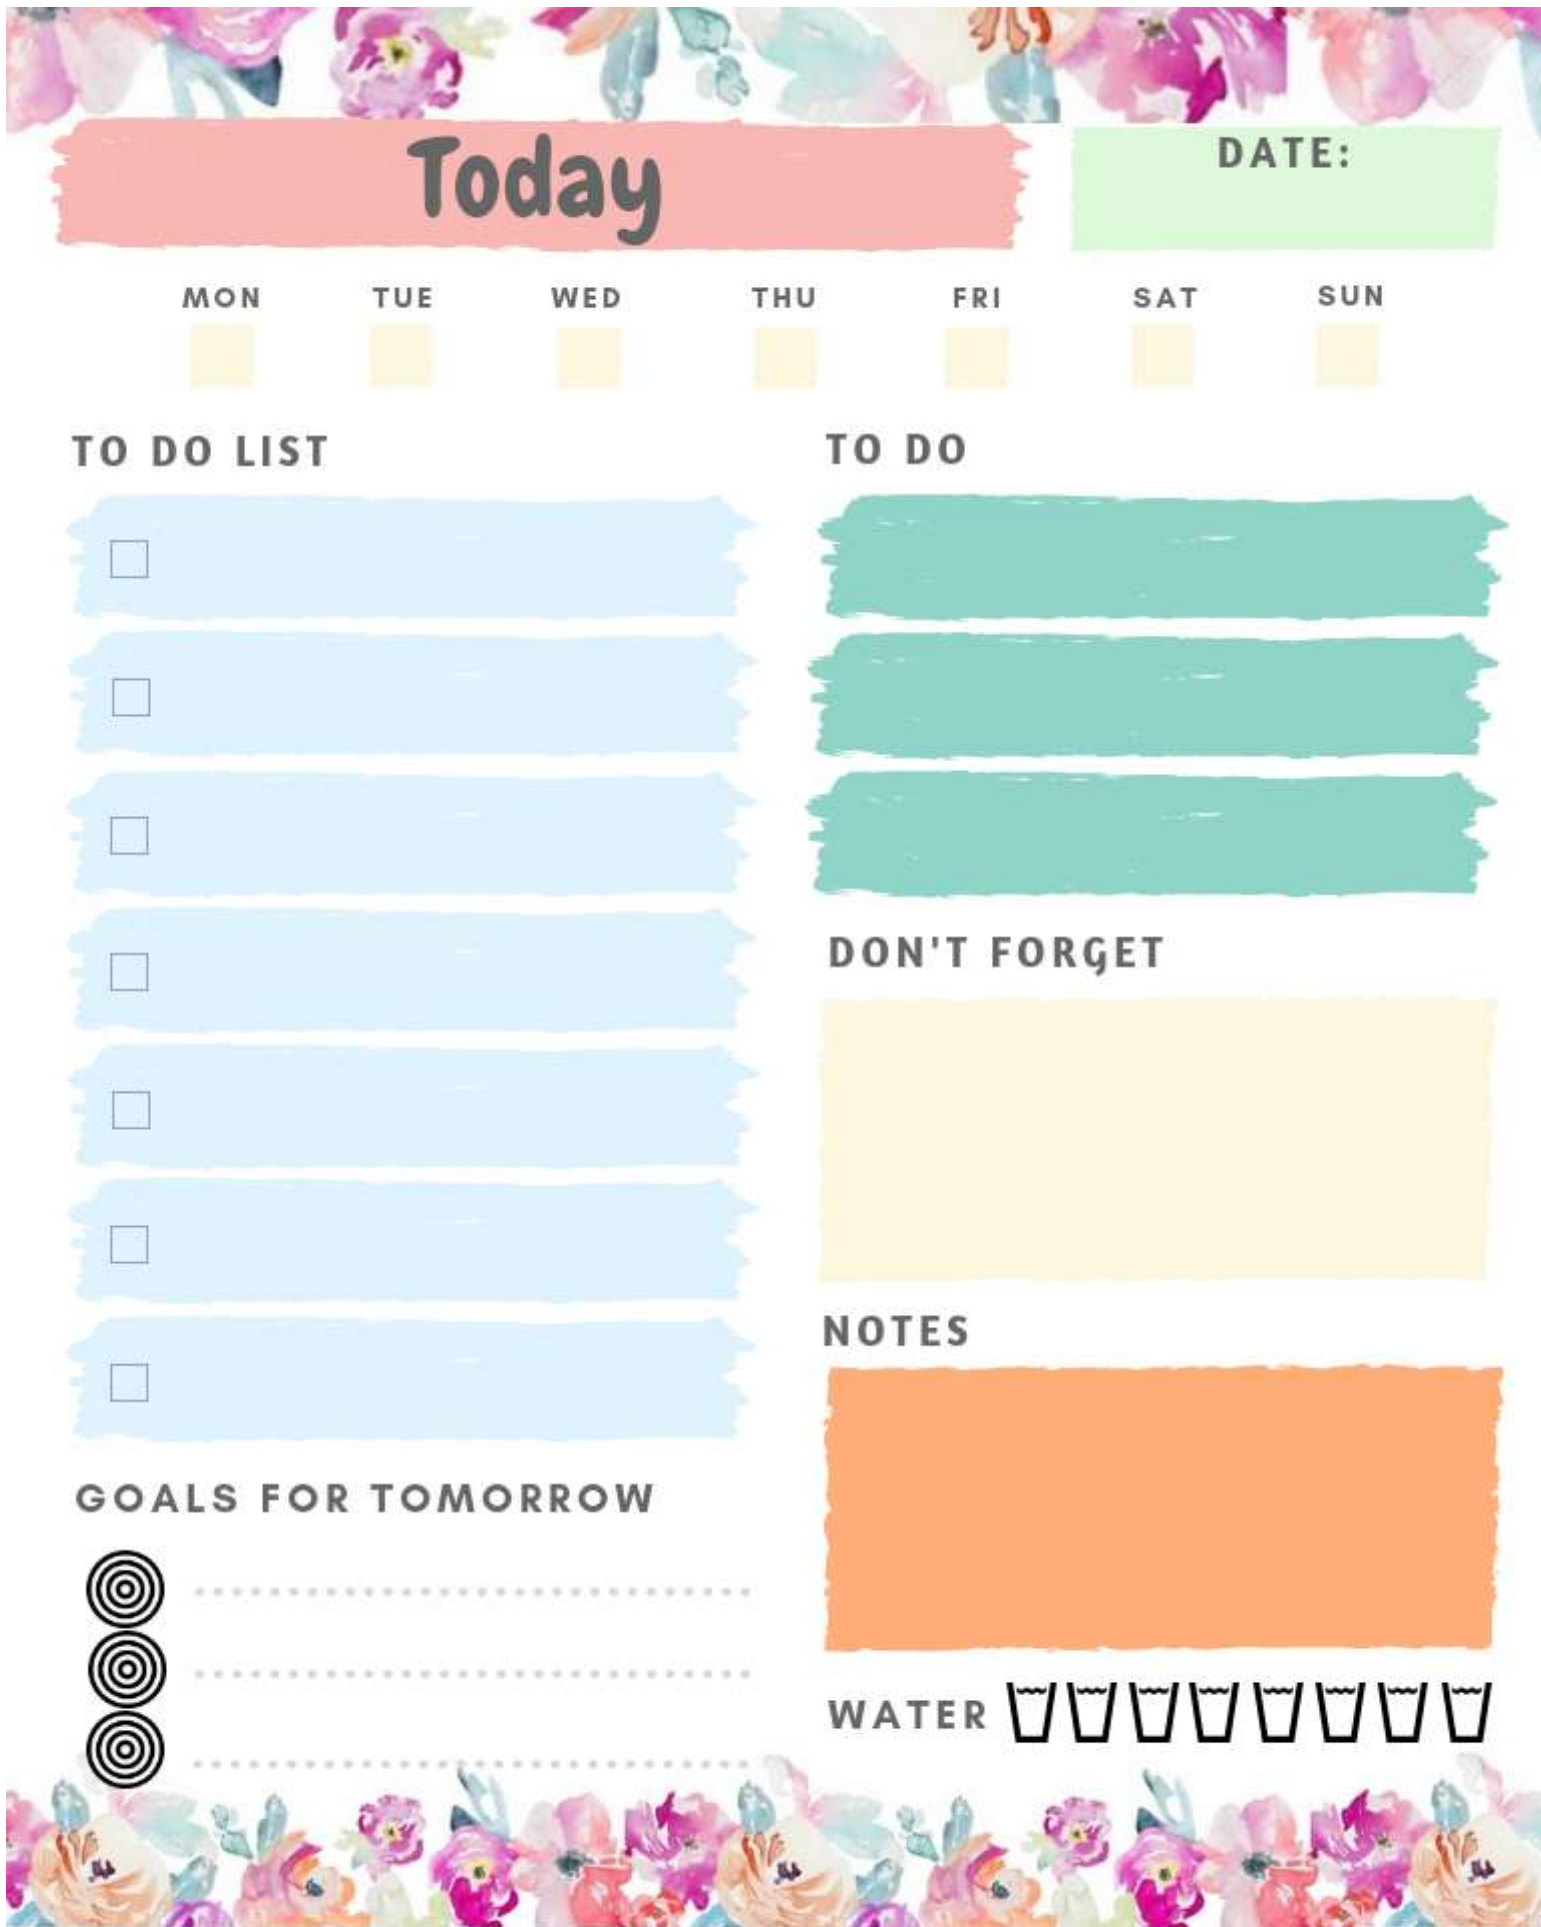 Today
DATE:
MON TUE WED THU FRI SAT SUN
TO DO LIST
TO DO
DON'T FORGET
NOTES
GOALS FOR TOMORROW
WATER